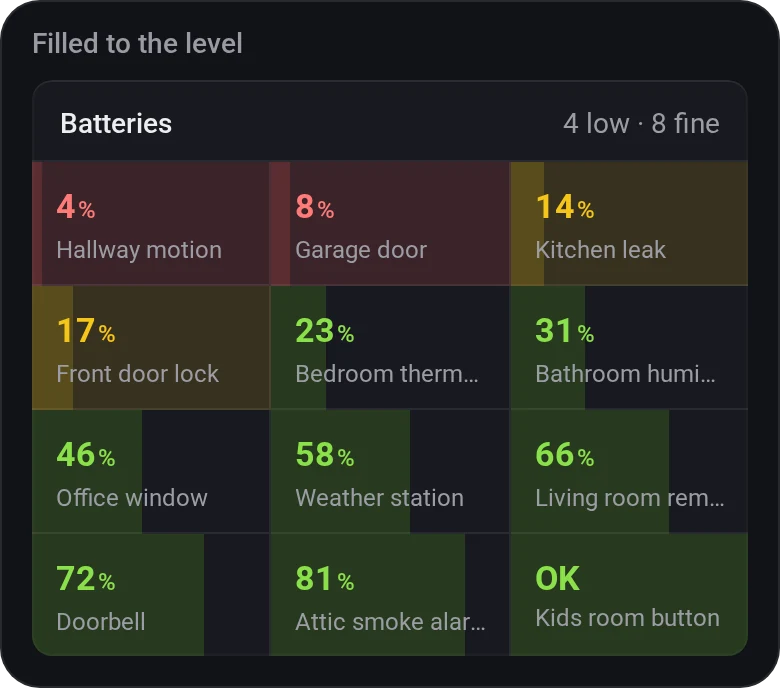 Filled to the level
Batteries
4 low · 8 fine
4%
Hallway motion
8%
Garage door
14%
Kitchen leak
17%
Front door lock
23%
Bedroom therm…
31%
Bathroom humi…
46%
Office window
58%
Weather station
66%
Living room rem…
72%
Doorbell
81%
Attic smoke alar…
OK
Kids room button